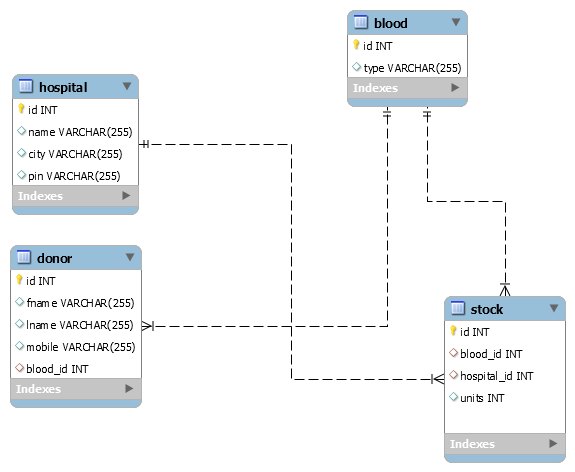 blood
id INT
type VARCHAR(255)
Indexes
hospital
id INT
name VARCHAR(255)
city VARCHAR(255)
pin VARCHAR(255)
Indexes
donor
id INT
fname VARCHAR(255)
lname VARCHAR(255)
mobile VARCHAR(255)
blood_id INT
Indexes
stock
id INT
blood_id INT
hospital_id INT
units INT
Indexes